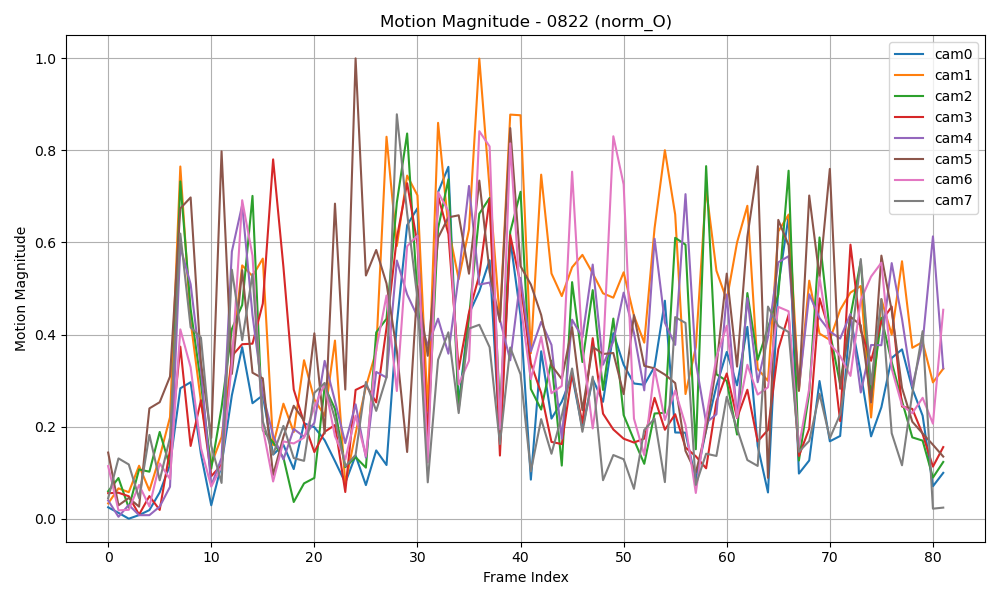 Motion Magnitude - 0822 (norm_O)
Motion Magnitude
1.0
0.8
0.6
0.4
0.2
0.0
0 10 20 30 40 50 60 70 80
Frame Index
cam0
cam1
cam2
cam3
cam4
cam5
cam6
cam7